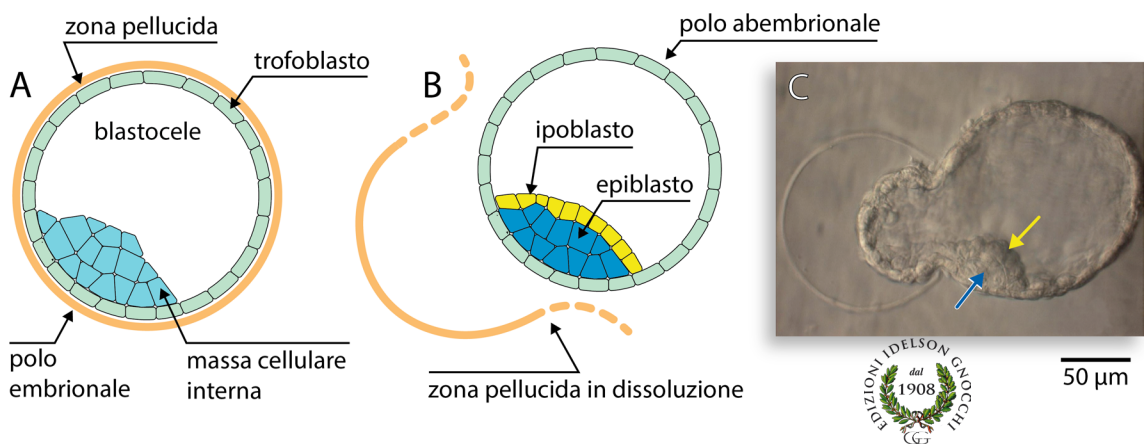 A
zona pellucida
trofoblasto
blastocele
polo
embrionale
massa cellulare
interna
B
polo abembrionale
ipoblasto
epiblasto
zona pellucida in dissoluzione
C
50 µm
EDIZIONI IDELSON GNOCCHI
dal
1908